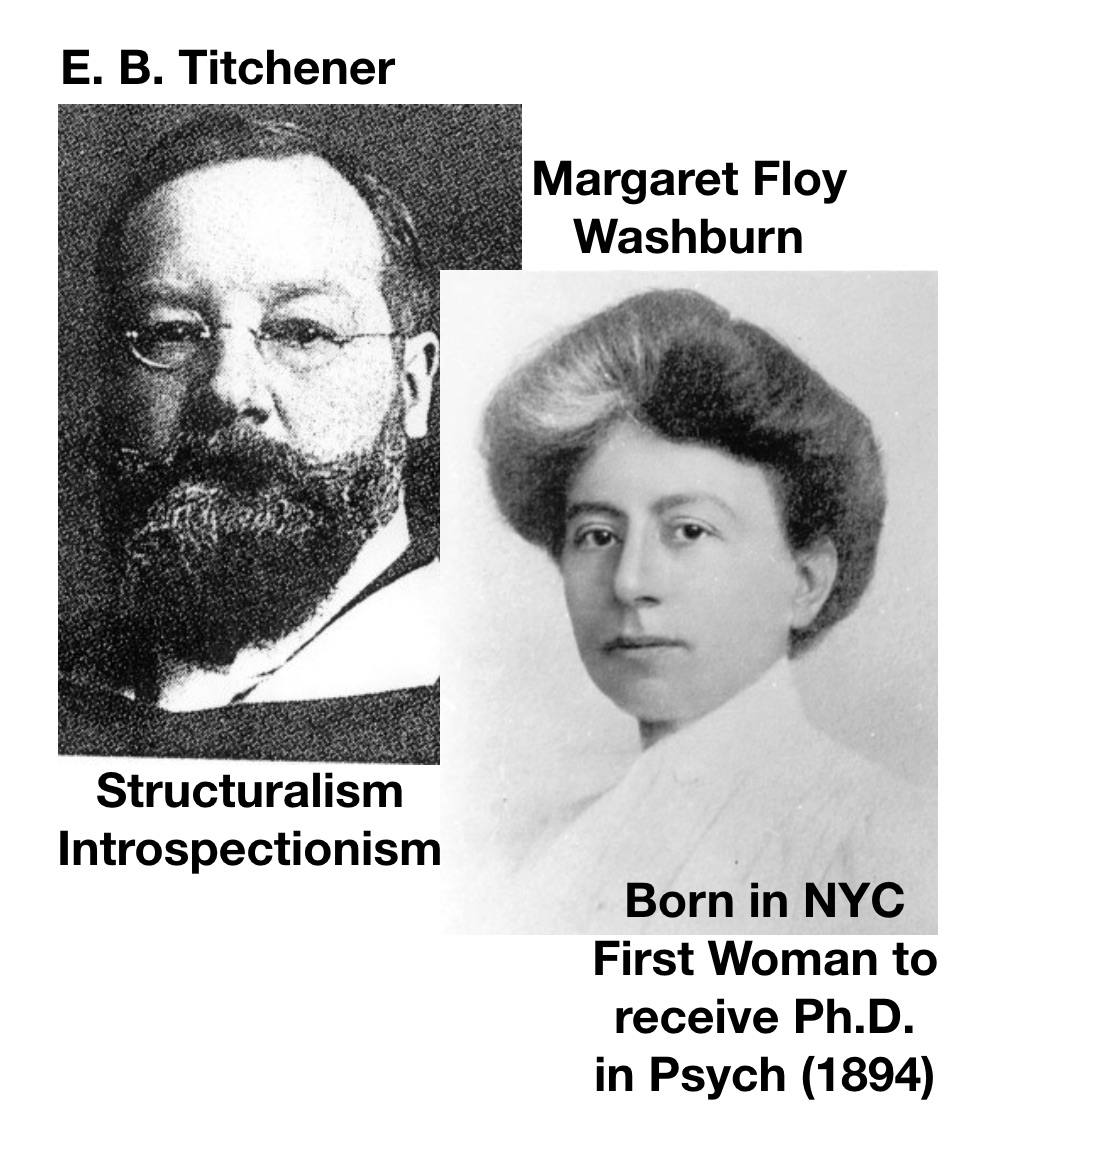 E. B. Titchener
Margaret Floy
Washburn
Structuralism
Introspectionism
Born in NYC
First Woman to
receive Ph.D.
in Psych (1894)